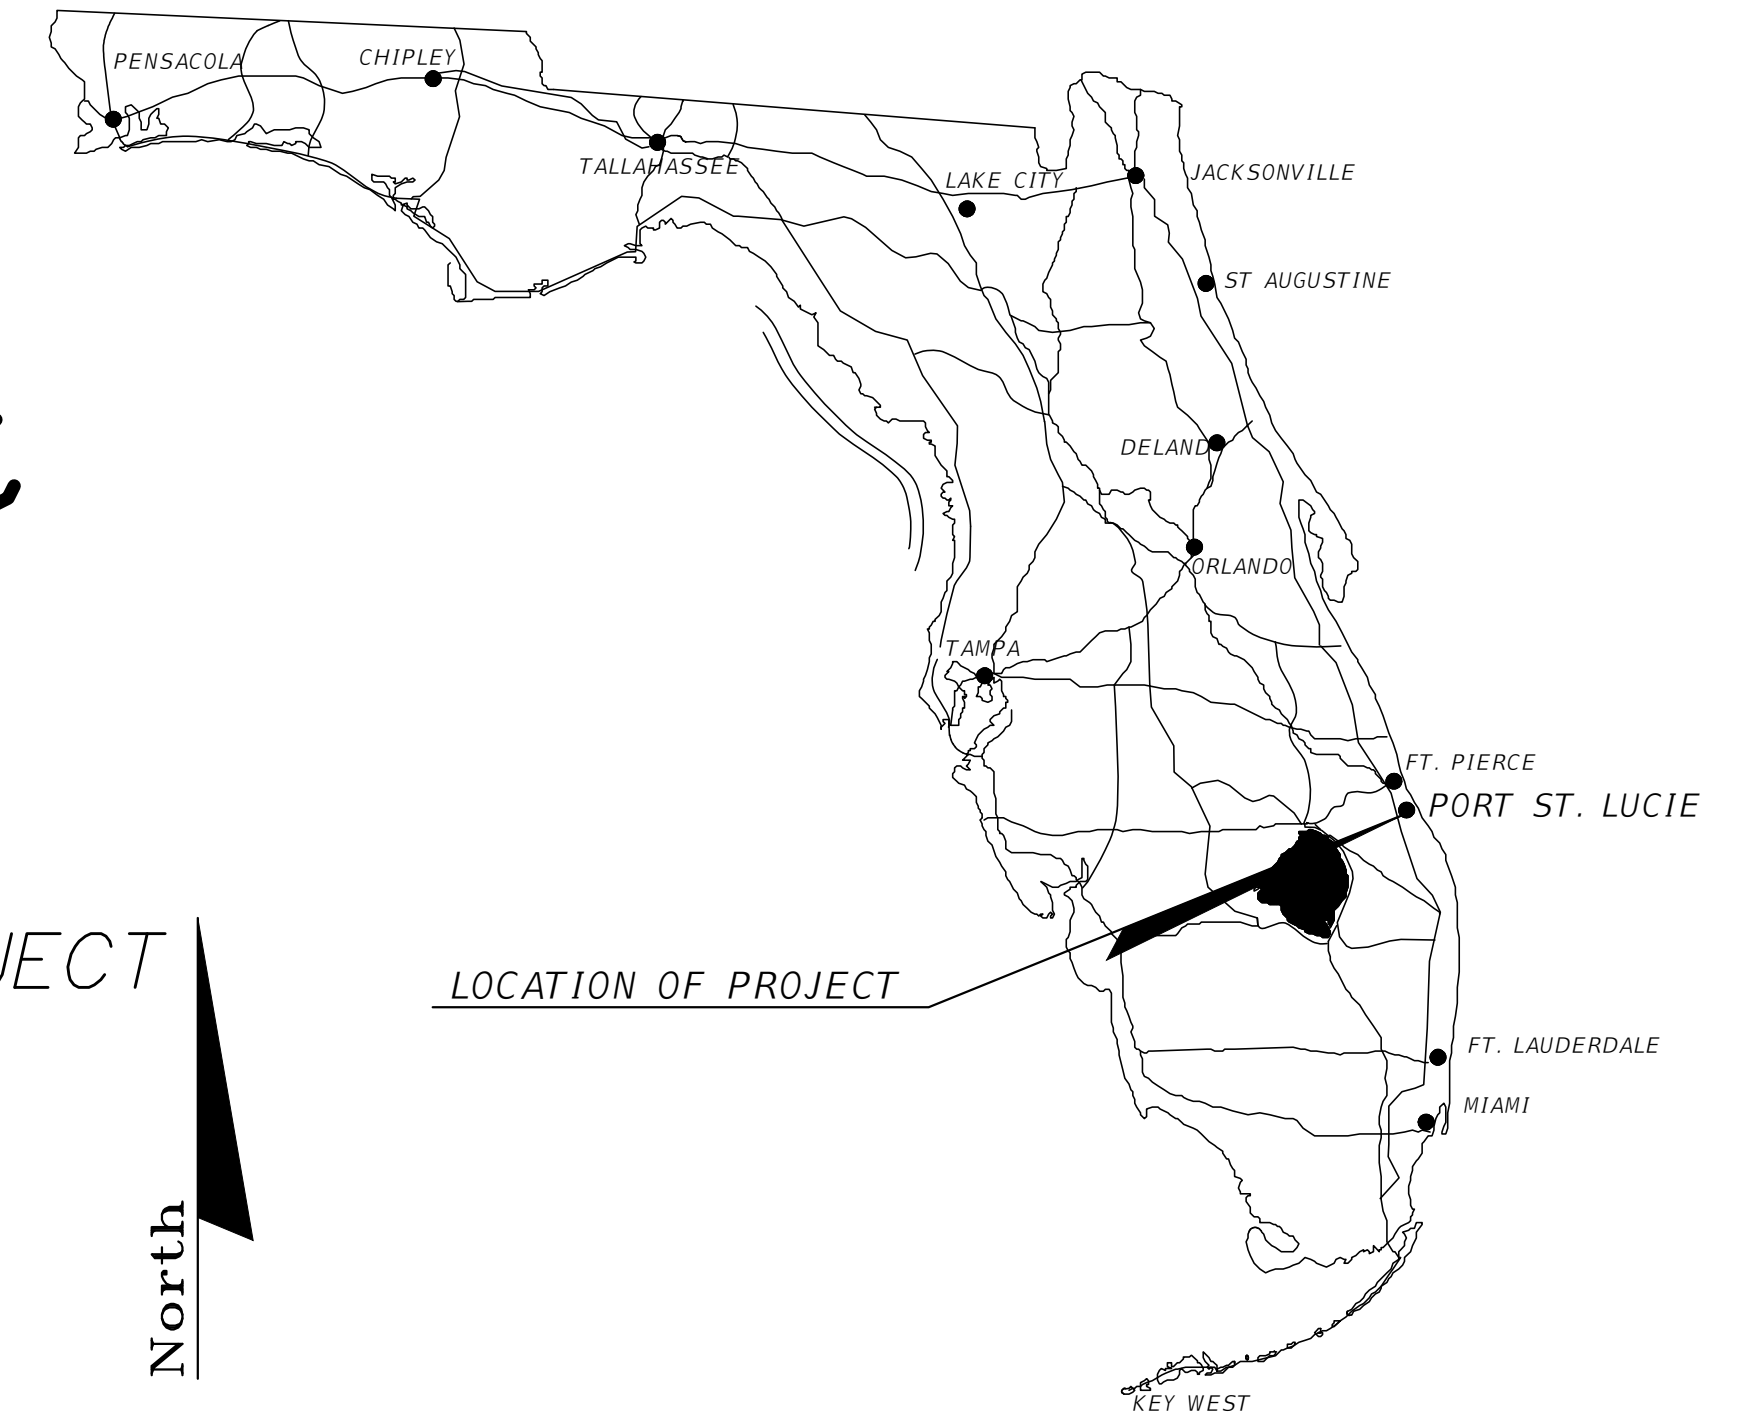 PENSACOLA
CHIPLEY
TALLAHASSEE
LAKE CITY
JACKSONVILLE
ST AUGUSTINE
DELAND
ORLANDO
TAMPA
FT. PIERCE
PORT ST. LUCIE
JECT
LOCATION OF PROJECT
FT. LAUDERDALE
MIAMI
North
KEY WEST